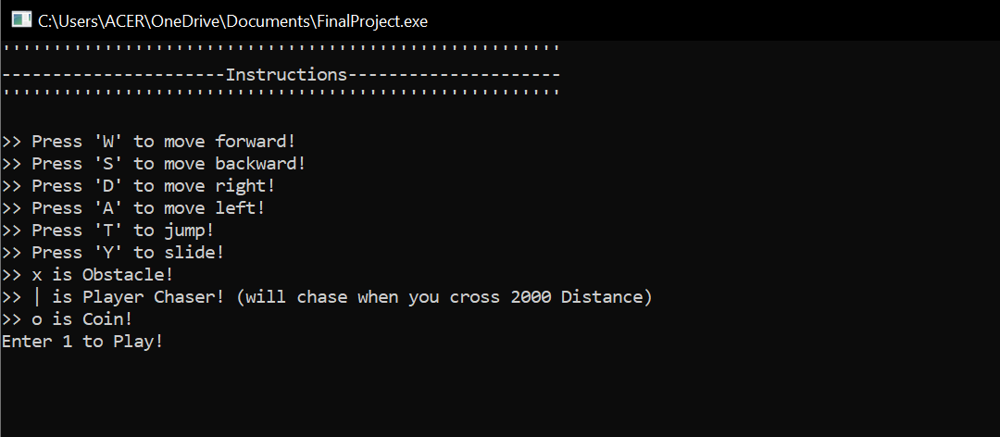 C:\Users\ACER\OneDrive\Documents\FinalProject.exe
'''''''''''''''''''''''''''''''''''''''''''''''''''''''
----------------------Instructions---------------------
'''''''''''''''''''''''''''''''''''''''''''''''''''''''
>> Press 'W' to move forward!
>> Press 'S' to move backward!
>> Press 'D' to move right!
>> Press 'A' to move left!
>> Press 'T' to jump!
>> Press 'Y' to slide!
>> x is Obstacle!
>> | is Player Chaser! (will chase when you cross 2000 Distance)
>> o is Coin!
Enter 1 to Play!